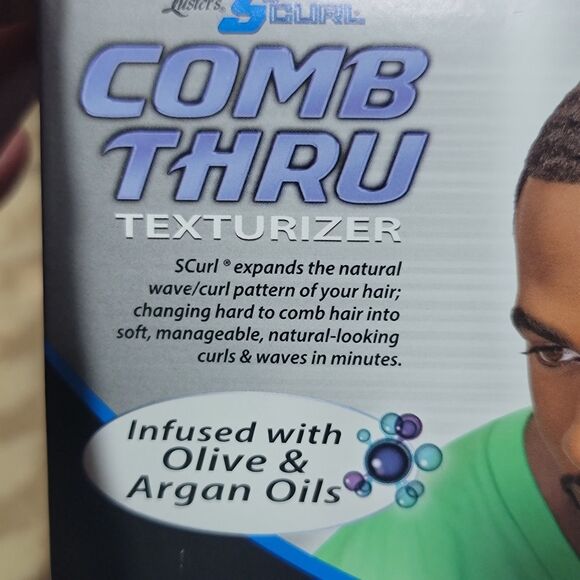 Luster's®
SCURL
COMB
THRU
TEXTURIZER
SCurl ® expands the natural
wave/curl pattern of your hair;
changing hard to comb hair into
soft, manageable, natural-looking
curls & waves in minutes.
Infused with
Olive &
Argan Oils